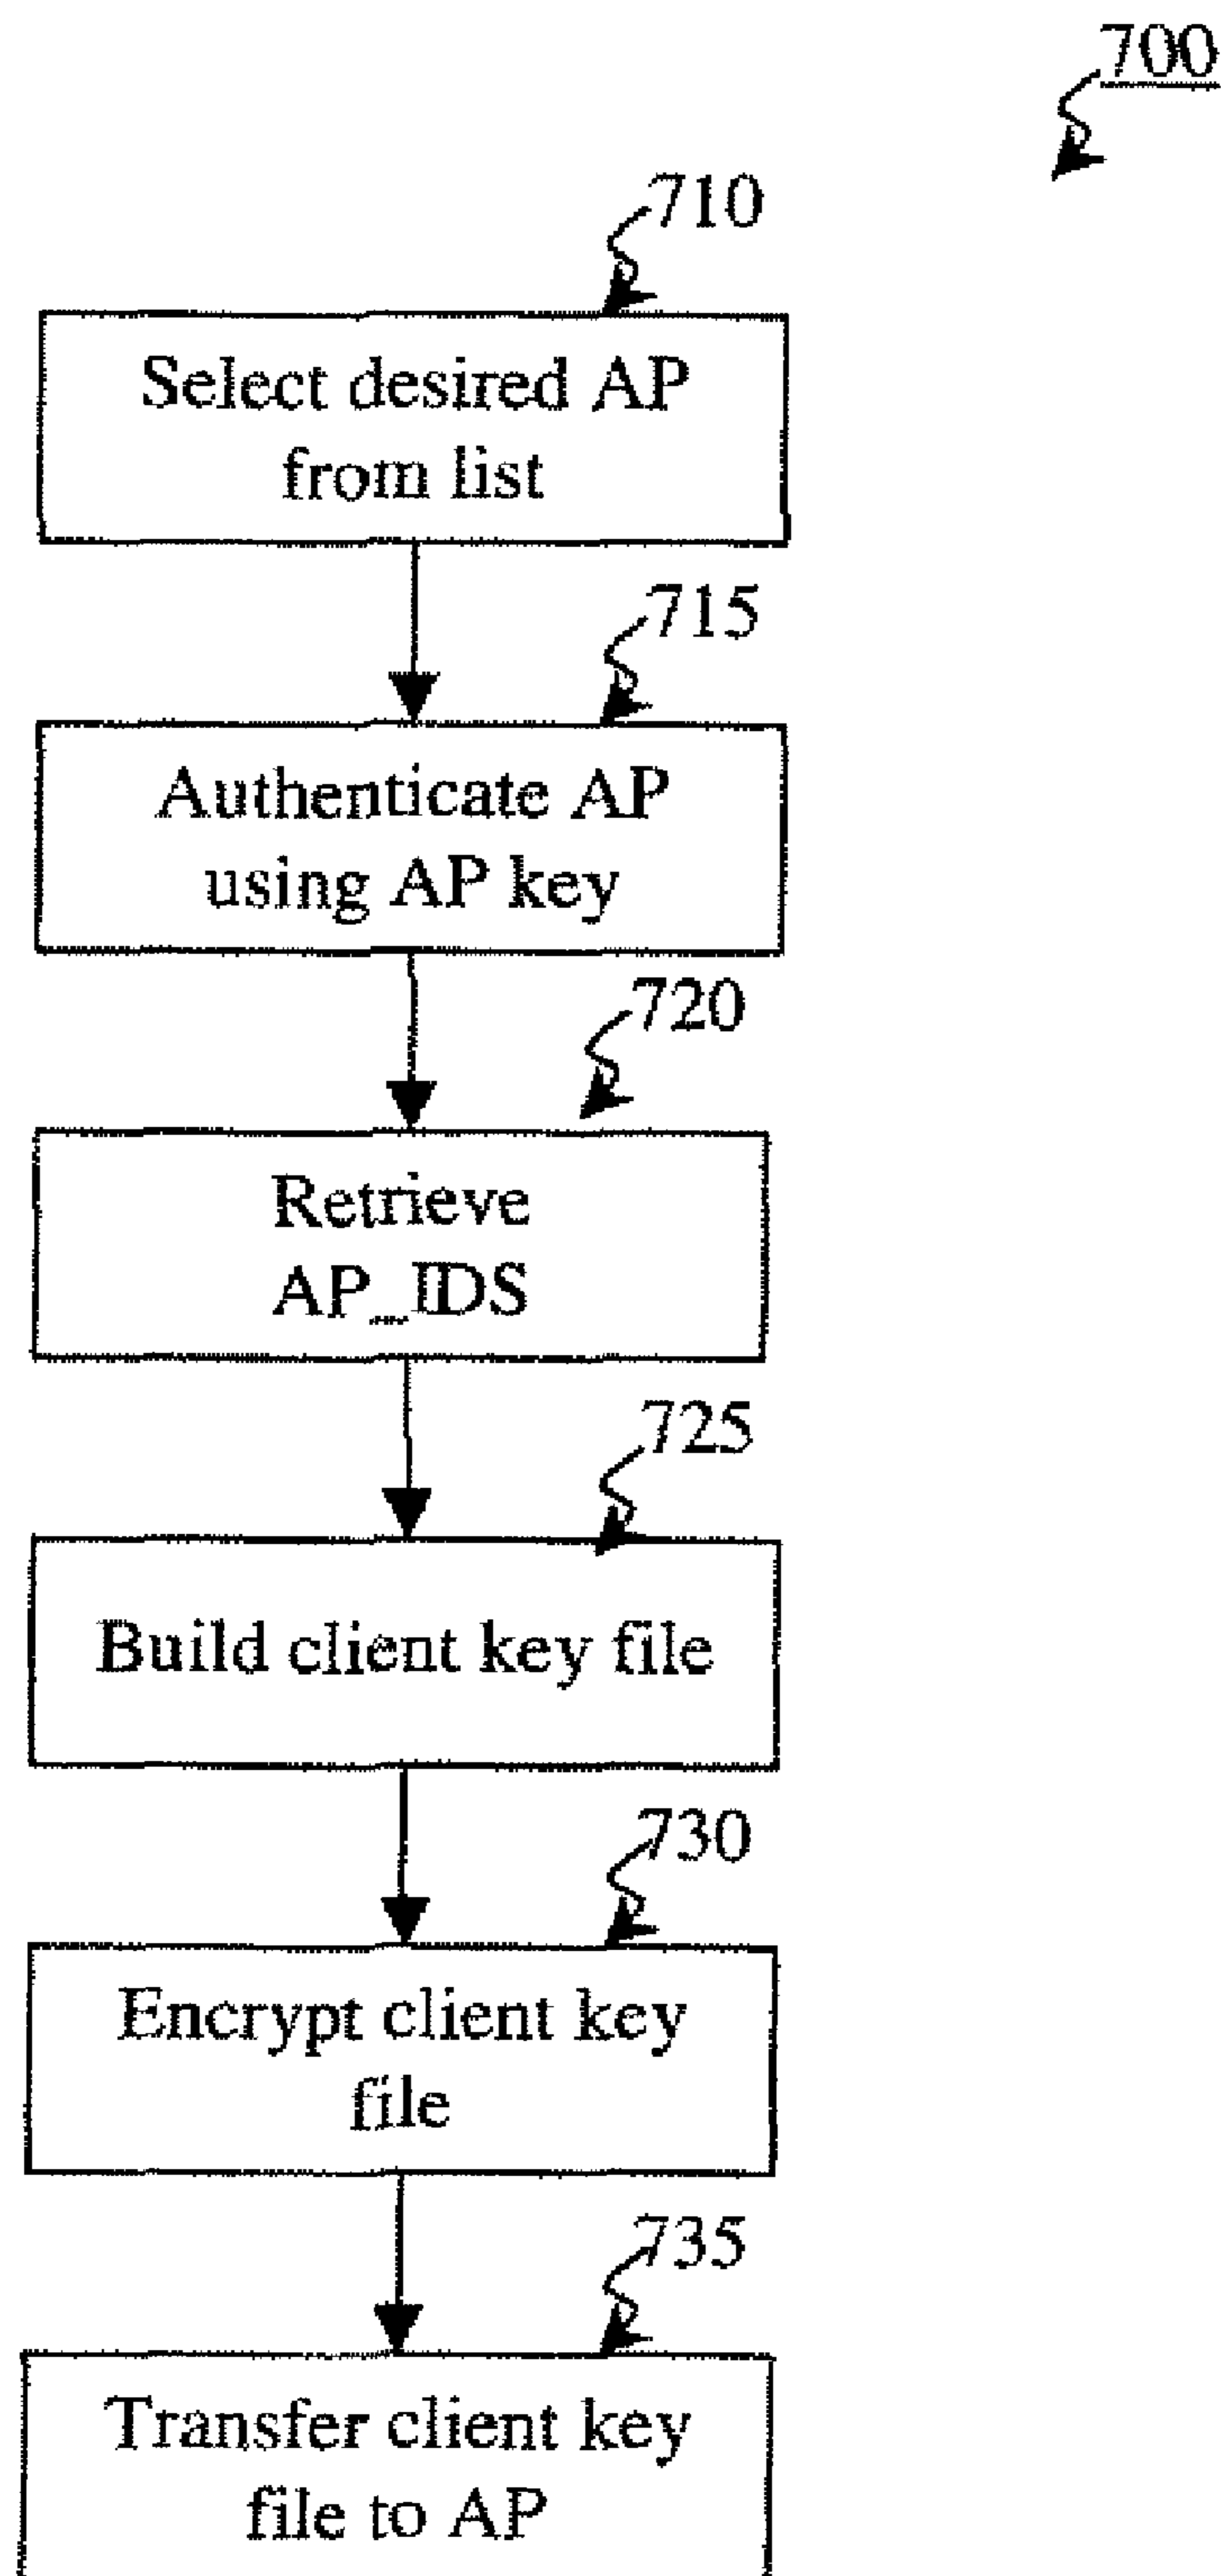 700
710
Select desired AP
from list
715
Authenticate AP
using AP key
720
Retrieve
AP_IDS
725
Build client key file
730
Encrypt client key
file
735
Transfer client key
file to AP